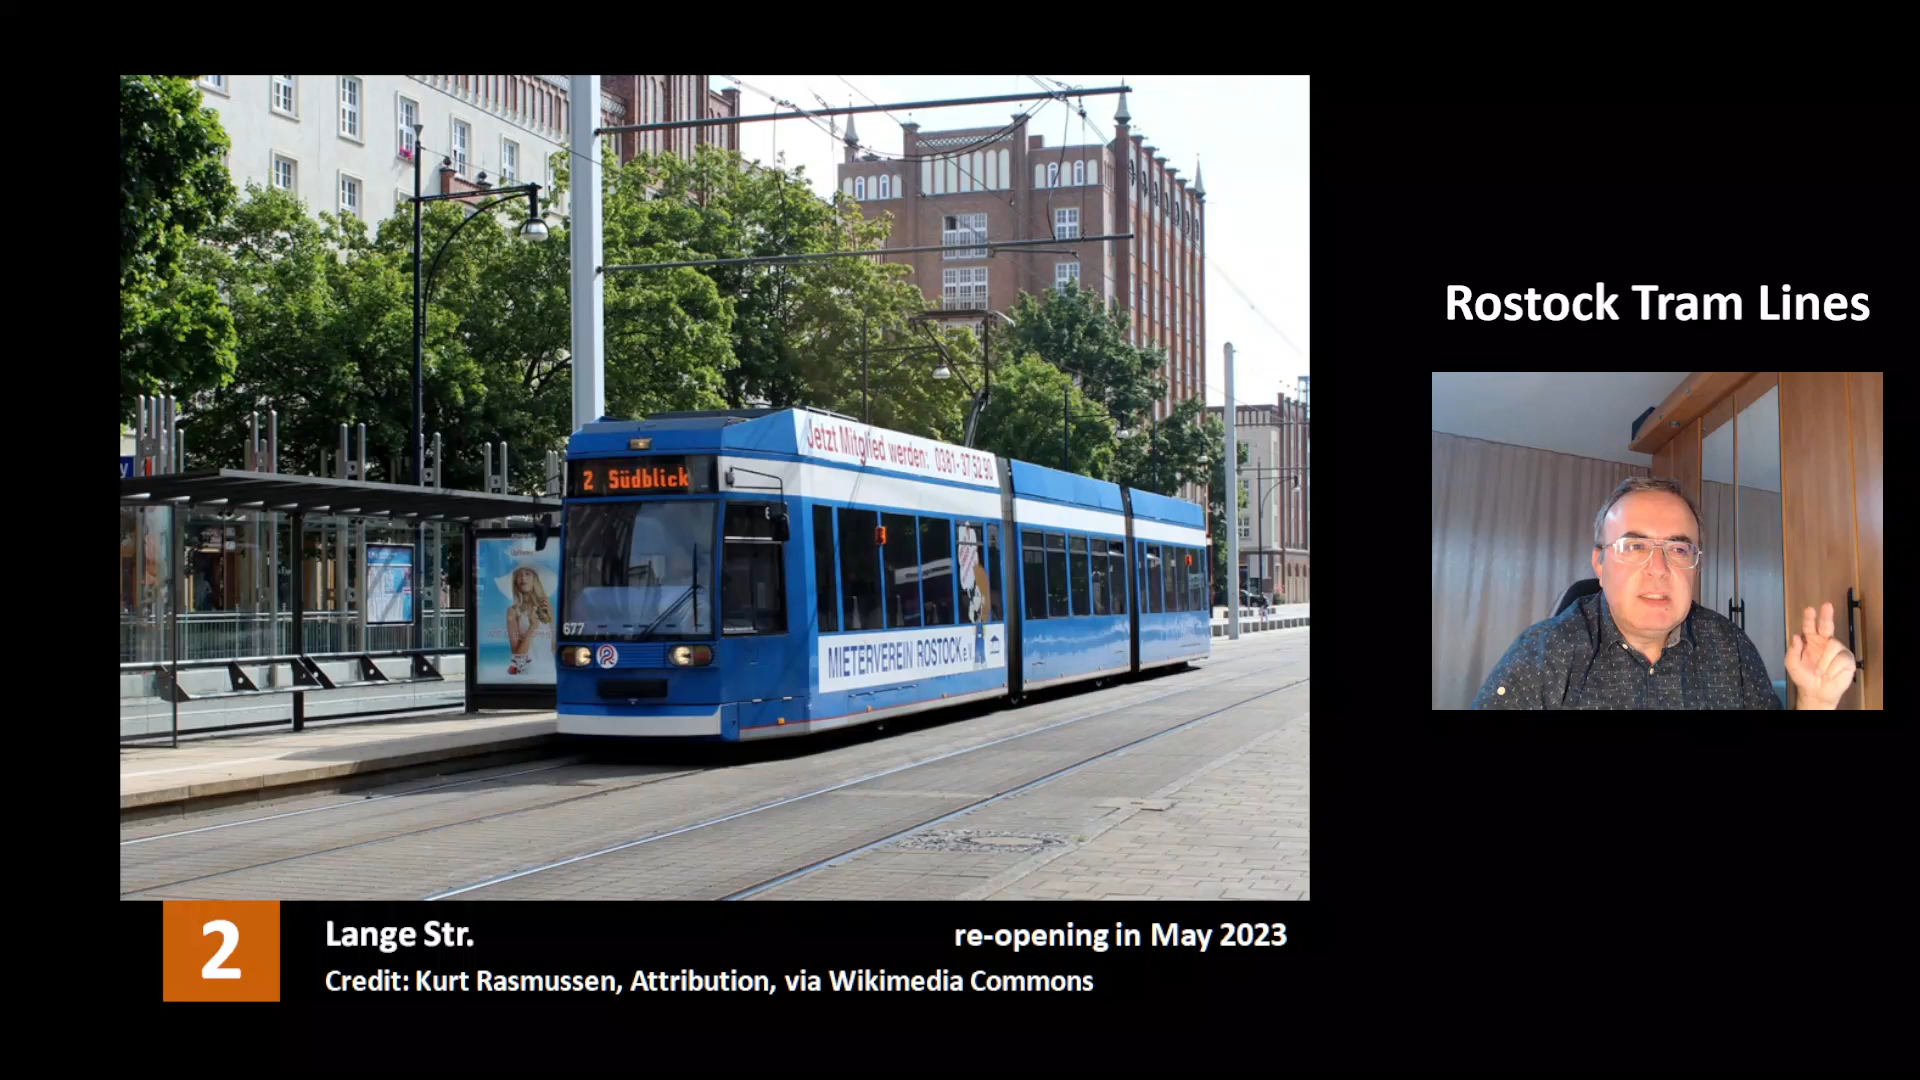 Jetzt Mitglied werden: 0381-37 52 90
2 Südblick
677
MIETERVEREIN ROSTOCK e.V.
Rostock Tram Lines
2
Lange Str.
re-opening in May 2023
Credit: Kurt Rasmussen, Attribution, via Wikimedia Commons